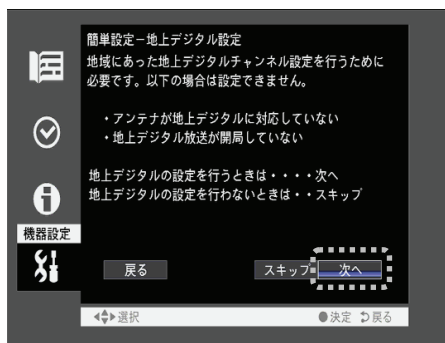 簡単設定－地上デジタル設定
地域にあった地上デジタルチャンネル設定を行うために
必要です。以下の場合は設定できません。
・アンテナが地上デジタルに対応していない
・地上デジタル放送が開局していない
地上デジタルの設定を行うときは・・・・次へ
地上デジタルの設定を行わないときは・・スキップ
機器設定
戻る
スキップ
次へ
選択
決定
戻る